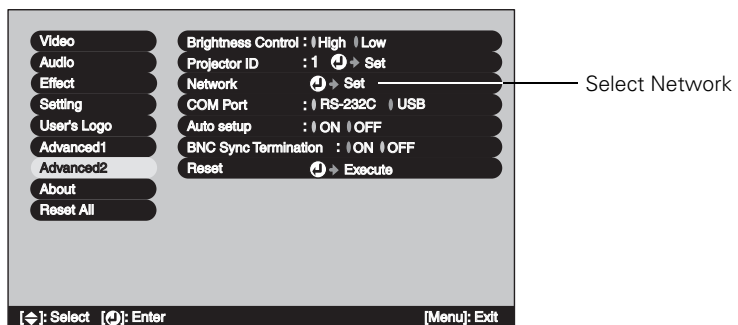 Video
Audio
Effect
Setting
User's Logo
Advanced1
Advanced2
About
Reset All
Brightness Control : High Low
Projector ID : 1 Set
Network Set
COM Port : RS-232C USB
Auto setup : ON OFF
BNC Sync Termination : ON OFF
Reset Execute
Select Network
[ ]: Select [ ]: Enter [Menu]: Exit